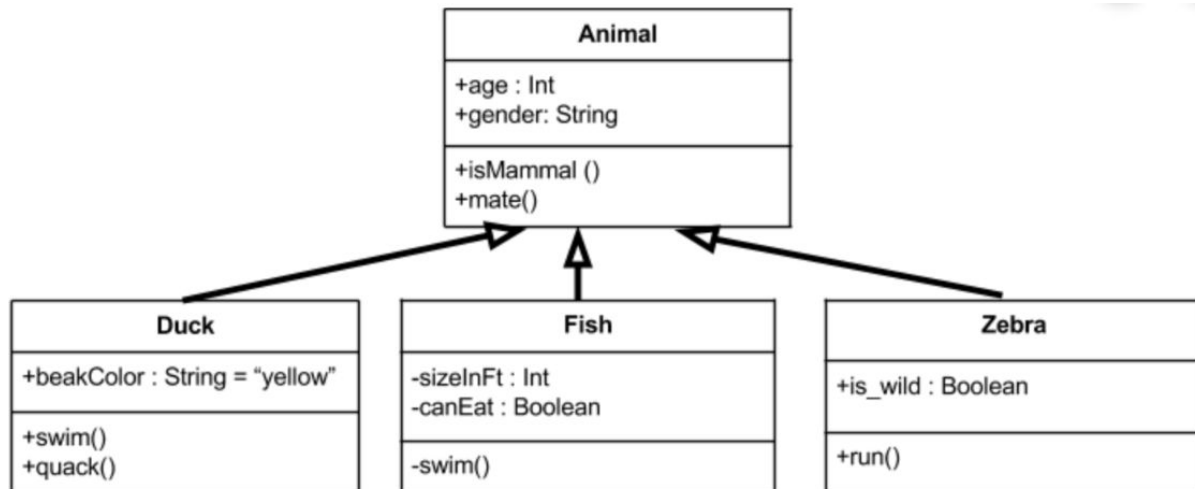 Animal
+age : Int
+gender: String
+isMammal ()
+mate()
Duck
+beakColor : String = “yellow”
+swim()
+quack()
Fish
-sizeInFt : Int
-canEat : Boolean
-swim()
Zebra
+is_wild : Boolean
+run()